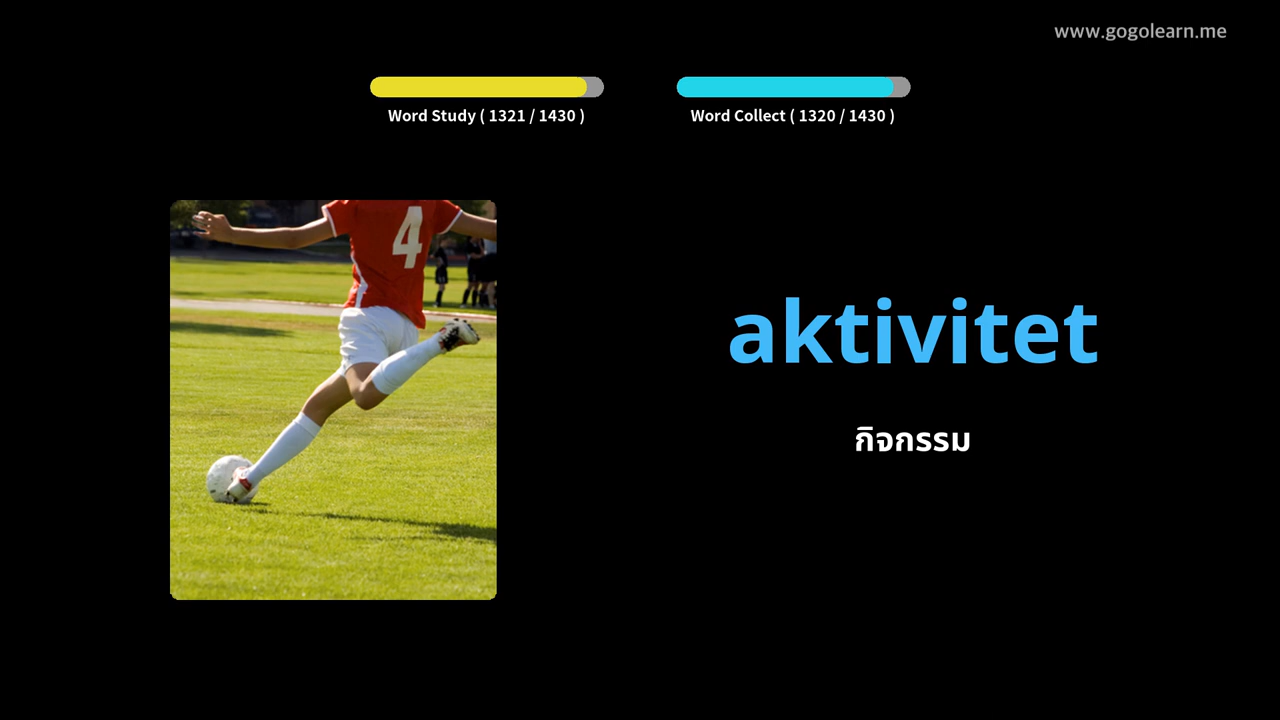 www.gogolearn.me
Word Study ( 1321 / 1430 )
Word Collect ( 1320 / 1430 )
4
aktivitet
กิจกรรม